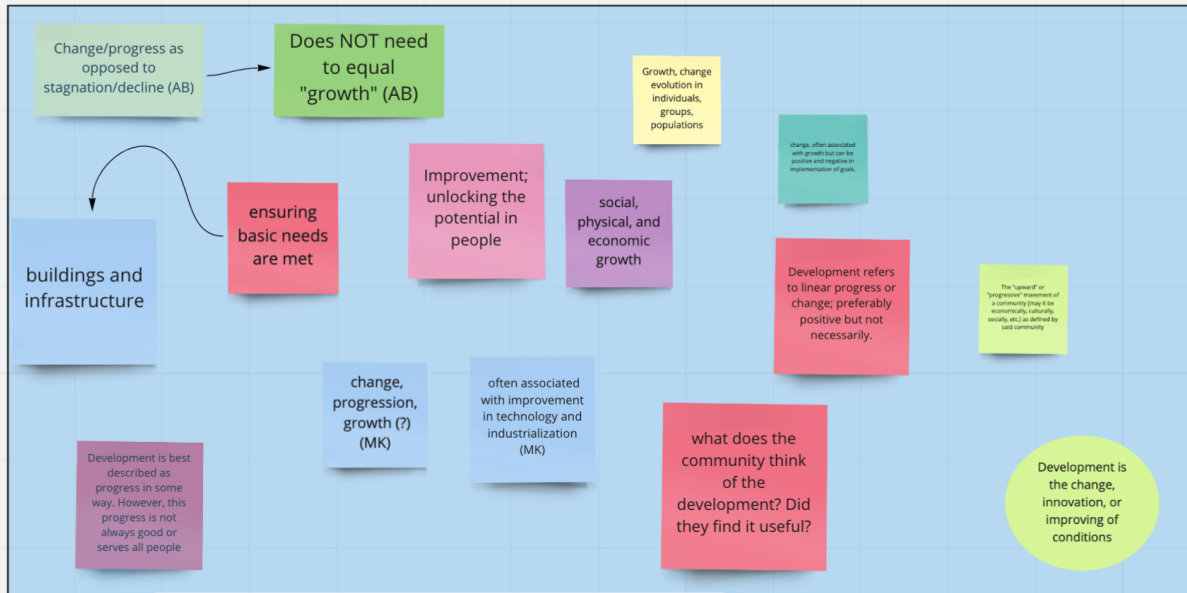 Change/progress as
opposed to
stagnation/decline (AB)
Does NOT need
to equal
"growth" (AB)
Growth, change
evolution in
individuals,
groups,
populations
change, often associated
with growth but can be
positive and negative in
implementation of goals.
Improvement;
unlocking the
potential in
people
social,
physical, and
economic
growth
ensuring
basic needs
are met
buildings and
infrastructure
Development refers
to linear progress or
change; preferably
positive but not
necessarily.
The "upward" or
"progressive" movement of
a community (may it be
economically, culturally,
socially, etc.) as defined by
said community
change,
progression,
growth (?)
(MK)
often associated
with improvement
in technology and
industrialization
(MK)
what does the
community think
of the
development? Did
they find it useful?
Development is best
described as
progress in some
way. However, this
progress is not
always good or
serves all people
Development is
the change,
innovation, or
improving of
conditions